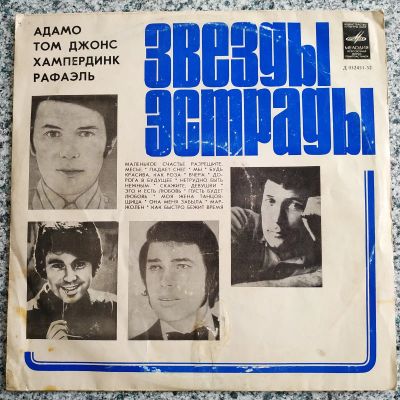 АДАМО
ТОМ ДЖОНС
ХАМПЕРДИНК
РАФАЭЛЬ
ЗВЕЗДЫ
ЭСТРАДЫ
МЕЛОДИЯ
МАЛЕНЬКОЕ СЧАСТЬЕ РАЗРЕШИТЕ,
МЕСЬЕ * ПАДАЕТ СНЕГ * МЫ * БУДЬ
КРАСИВА, КАК РОЗА * ВЧЕРА * ДО-
РОГА В БУДУЩЕЕ * НЕТРУДНО БЫТЬ
НЕЖНЫМ * СКАЖИТЕ, ДЕВУШКИ *
ЭТО И ЕСТЬ ЛЮБОВЬ * ПУСТЬ БУДЕТ
ЛЮБОВЬ * МОЯ ЖЕНА ТАНЦОВ-
ЩИЦА * ОНА МЕНЯ ЗАБЫЛА * МАР-
ЖОЛЕН * КАК БЫСТРО БЕЖИТ ВРЕМЯ